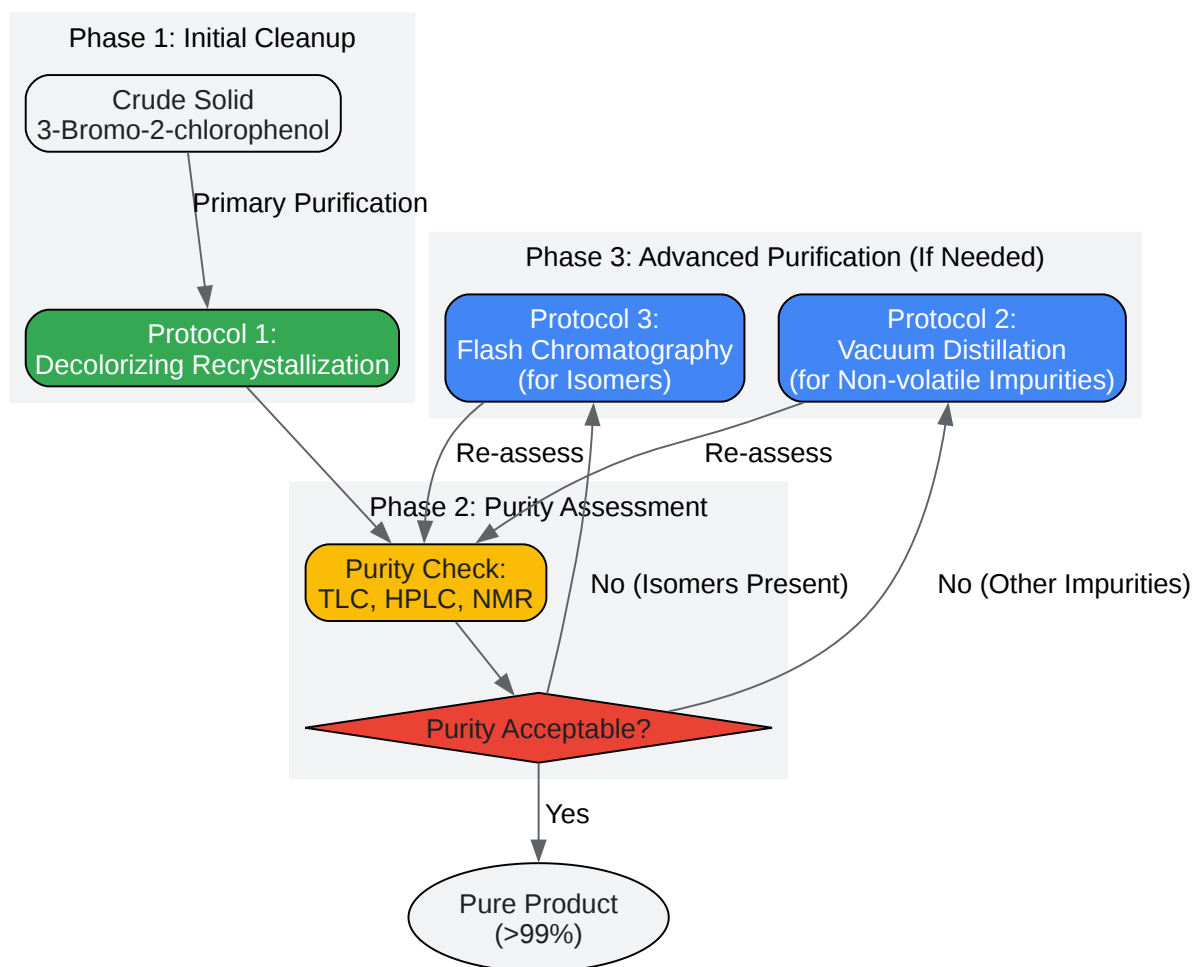 Phase 1: Initial Cleanup
Crude Solid
3-Bromo-2-chlorophenol
Primary Purification
Protocol 1:
Decolorizing Recrystallization
Phase 3: Advanced Purification (If Needed)
Protocol 3:
Flash Chromatography
(for Isomers)
Protocol 2:
Vacuum Distillation
(for Non-volatile Impurities)
Re-assess
Re-assess
Phase 2: Purity Assessment
Purity Check:
TLC, HPLC, NMR
No (Isomers Present)
No (Other Impurities)
Purity Acceptable?
Yes
Pure Product
(>99%)